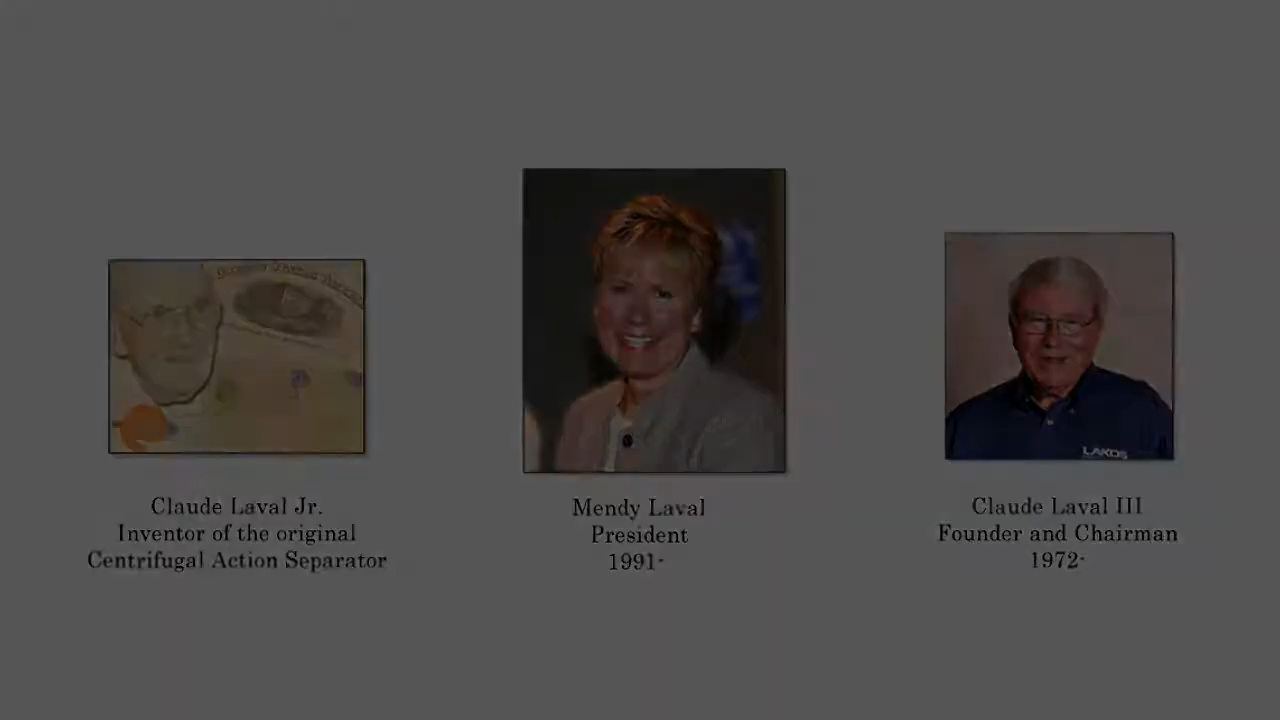 Claude Laval Jr.
Inventor of the original
Centrifugal Action Separator
Mendy Laval
President
1991-
LAKOS
Claude Laval III
Founder and Chairman
1972-